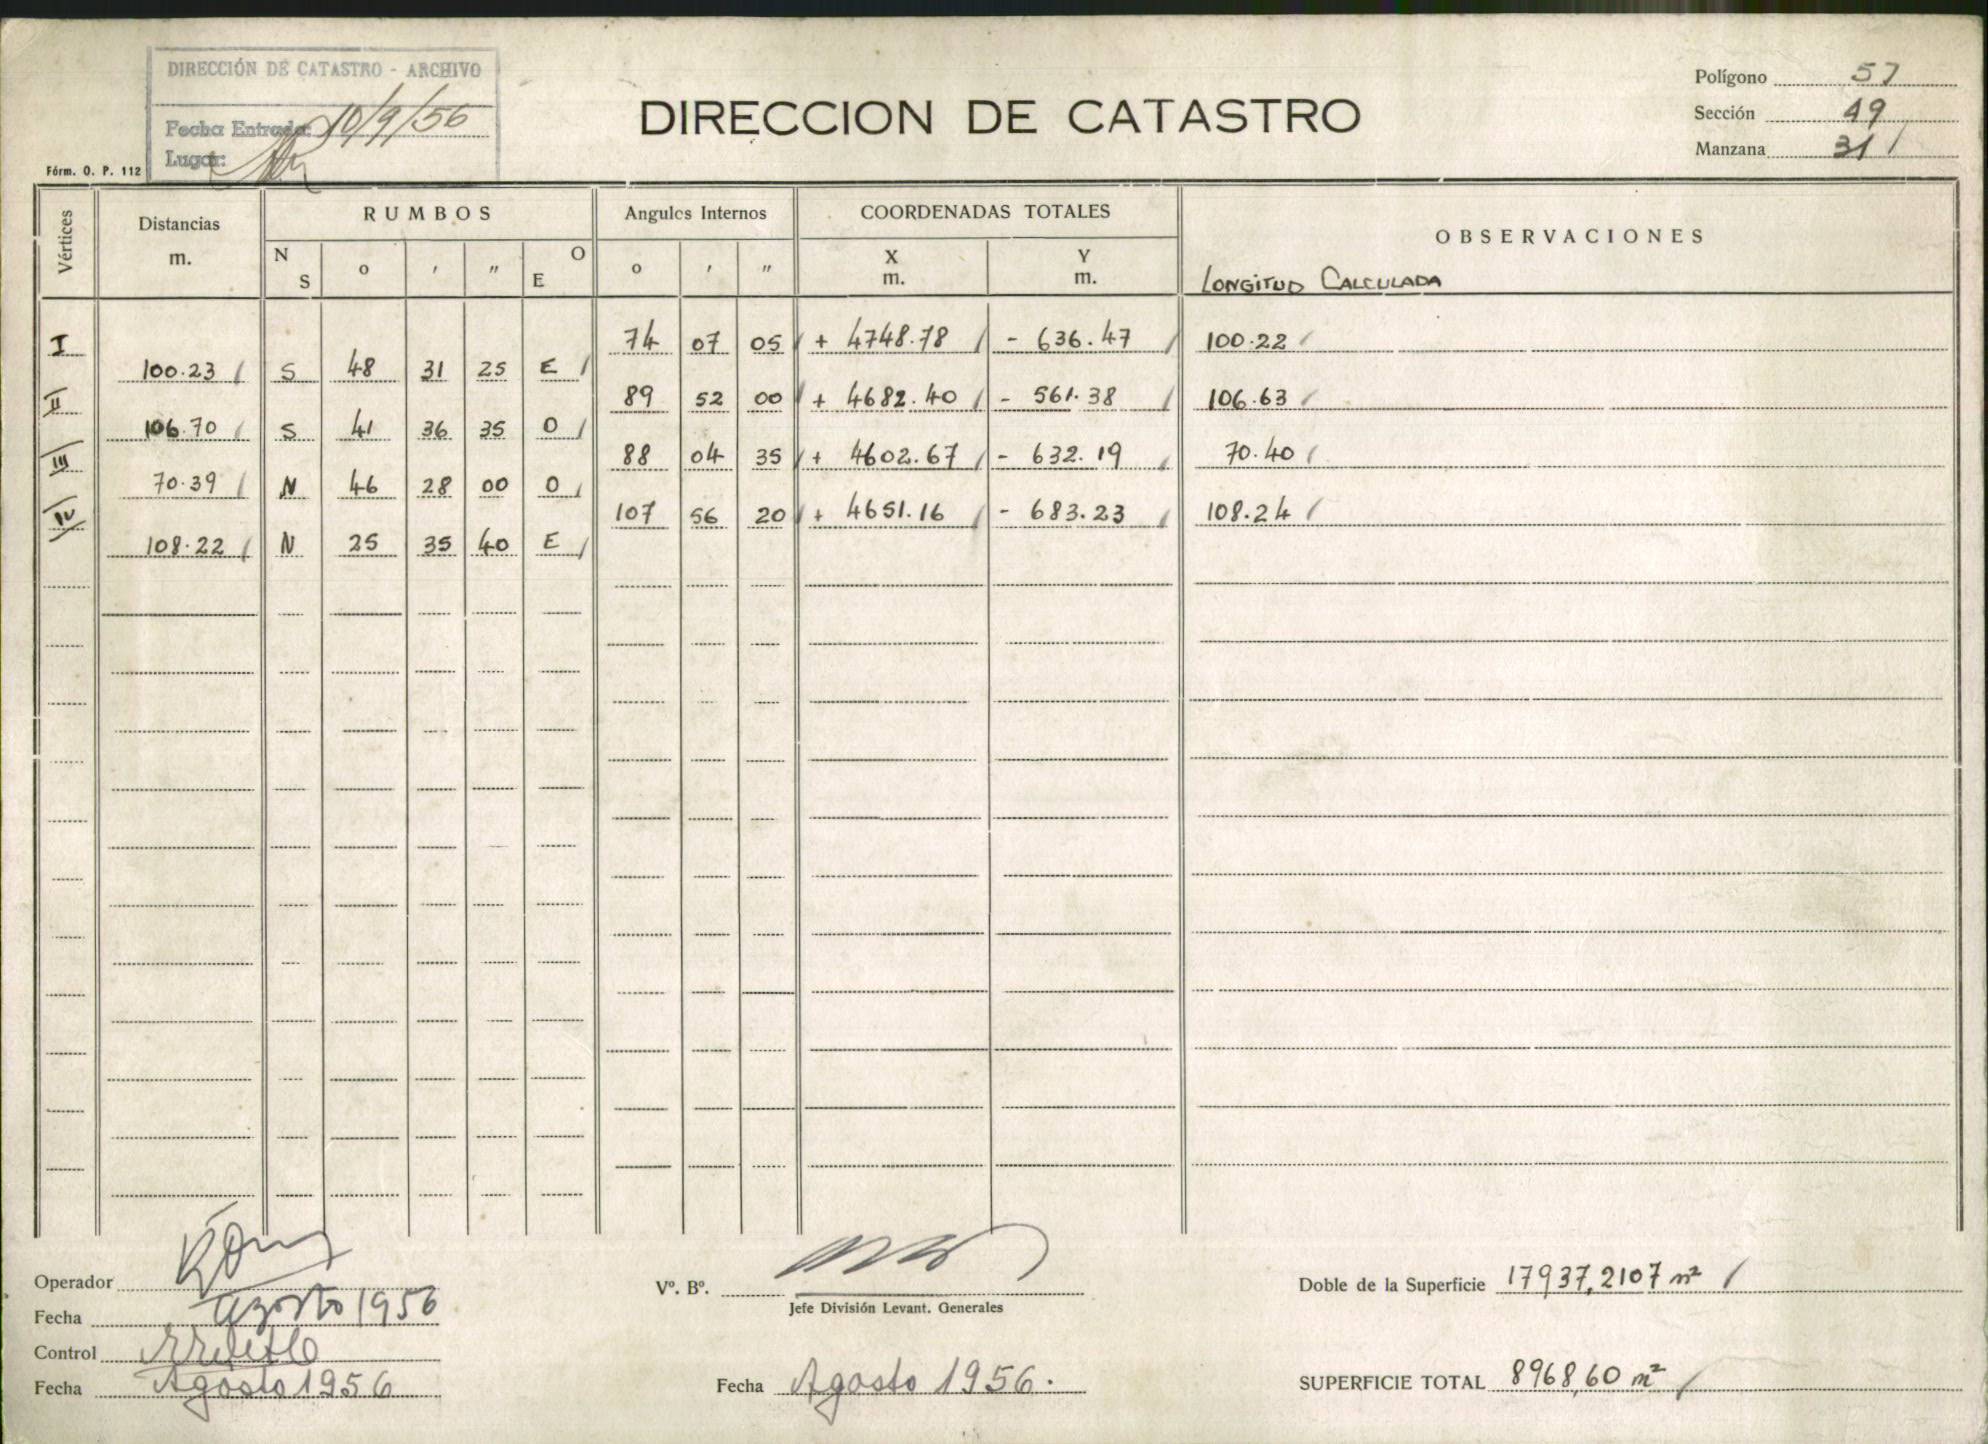 DIRECCIÓN DE CATASTRO - ARCHIVO
Fecha Entrada: 10/9/56
Lugar:
Fórm. O. P. 112
DIRECCION DE CATASTRO
Polígono 57
Sección 49
Manzana 31
Vértices
Distancias m.
RUMBOS
N S o ′ ″ O E
Angulos Internos
o ′ ″
COORDENADAS TOTALES
X m. Y m.
OBSERVACIONES
LONGITUD CALCULADA
I 74 07 05 + 4748.78 - 636.47 100.22
100.23 S 48 31 25 E
II 89 52 00 + 4682.40 - 561.38 106.63
106.70 S 41 36 35 O
III 88 04 35 + 4602.67 - 632.19 70.40
70.39 N 46 28 00 O
IV 107 56 20 + 4651.16 - 683.23 108.24
108.22 N 25 35 40 E
Operador
Fecha Agosto 1956
Control
Fecha Agosto 1956
Vº. Bº.
Jefe División Levant. Generales
Fecha Agosto 1956.
Doble de la Superficie 17937,2107 m²
SUPERFICIE TOTAL 8968,60 m²